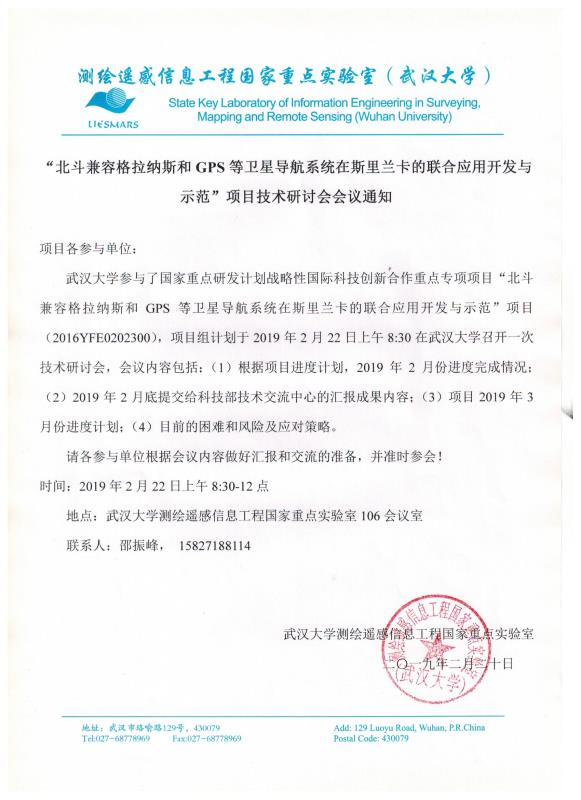 测绘遥感信息工程国家重点实验室（武汉大学）
LIESMARS
State Key Laboratory of Information Engineering in Surveying,
Mapping and Remote Sensing (Wuhan University)
“北斗兼容格拉纳斯和 GPS 等卫星导航系统在斯里兰卡的联合应用开发与
示范”项目技术研讨会会议通知
项目各参与单位：
武汉大学参与了国家重点研发计划战略性国际科技创新合作重点专项项目“北斗
兼容格拉纳斯和 GPS 等卫星导航系统在斯里兰卡的联合应用开发与示范”项目
（2016YFE0202300），项目组计划于 2019 年 2 月 22 日上午 8:30 在武汉大学召开一次
技术研讨会，会议内容包括：（1）根据项目进度计划，2019 年 2 月份进度完成情况；
（2）2019 年 2 月底提交给科技部技术交流中心的汇报成果内容；（3）项目 2019 年 3
月份进度计划；（4）目前的困难和风险及应对策略。
请各参与单位根据会议内容做好汇报和交流的准备，并准时参会！
时间：2019 年 2 月 22 日上午 8:30-12 点
地点：武汉大学测绘遥感信息工程国家重点实验室 106 会议室
联系人：邵振峰， 15827188114
武汉大学测绘遥感信息工程国家重点实验室
二〇一九年二月二十日
测绘遥感信息工程国家重点实验室
（武汉大学）
地址：武汉市珞喻路129号，430079
Tel:027-68778969 Fax:027-68778969
Add: 129 Luoyu Road, Wuhan, P.R.China
Postal Code: 430079